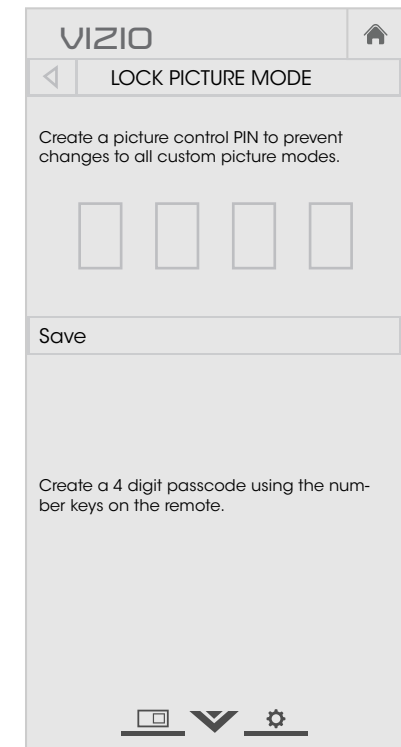 VIZIO
LOCK PICTURE MODE
Create a picture control PIN to prevent
changes to all custom picture modes.
Save
Create a 4 digit passcode using the num-
ber keys on the remote.